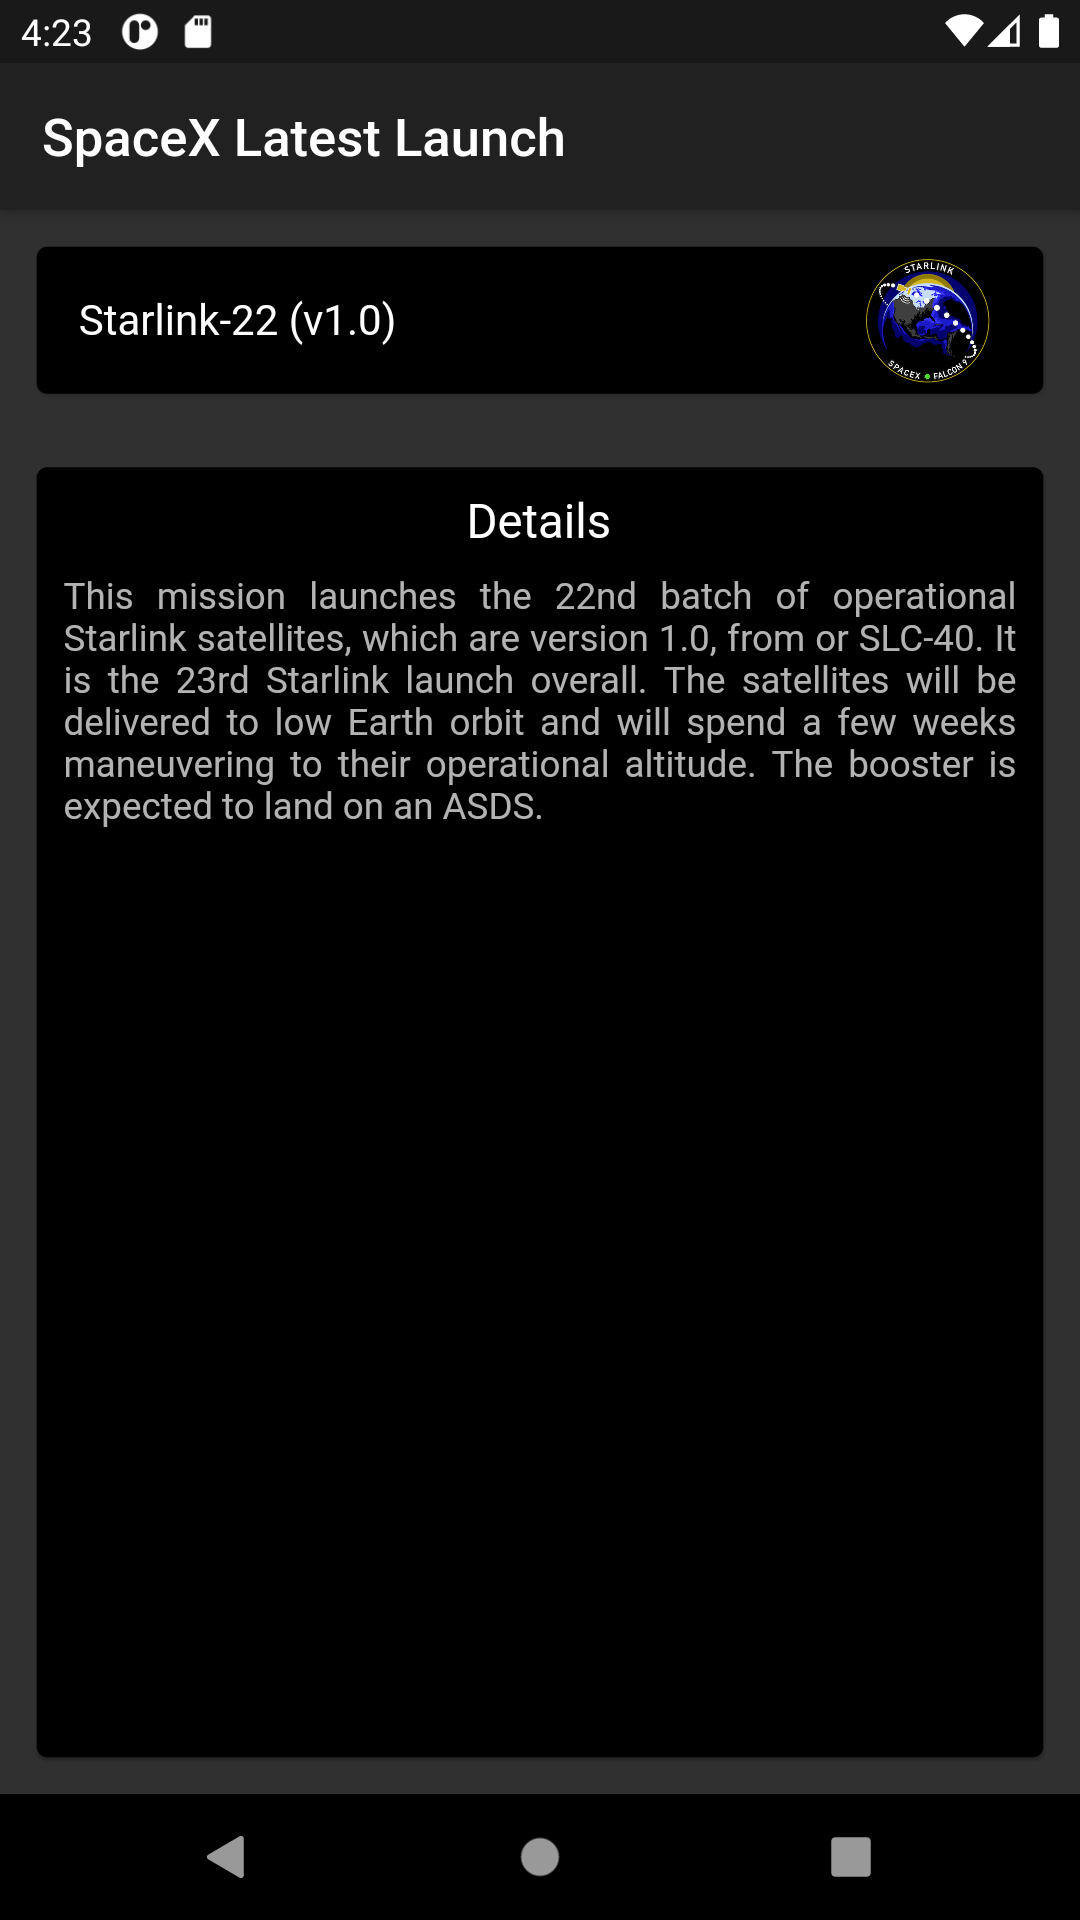 4:23
SpaceX Latest Launch
Starlink-22 (v1.0)
STARLINK
SPACEX FALCON 9
Details
This mission launches the 22nd batch of operational
Starlink satellites, which are version 1.0, from or SLC-40. It
is the 23rd Starlink launch overall. The satellites will be
delivered to low Earth orbit and will spend a few weeks
maneuvering to their operational altitude. The booster is
expected to land on an ASDS.